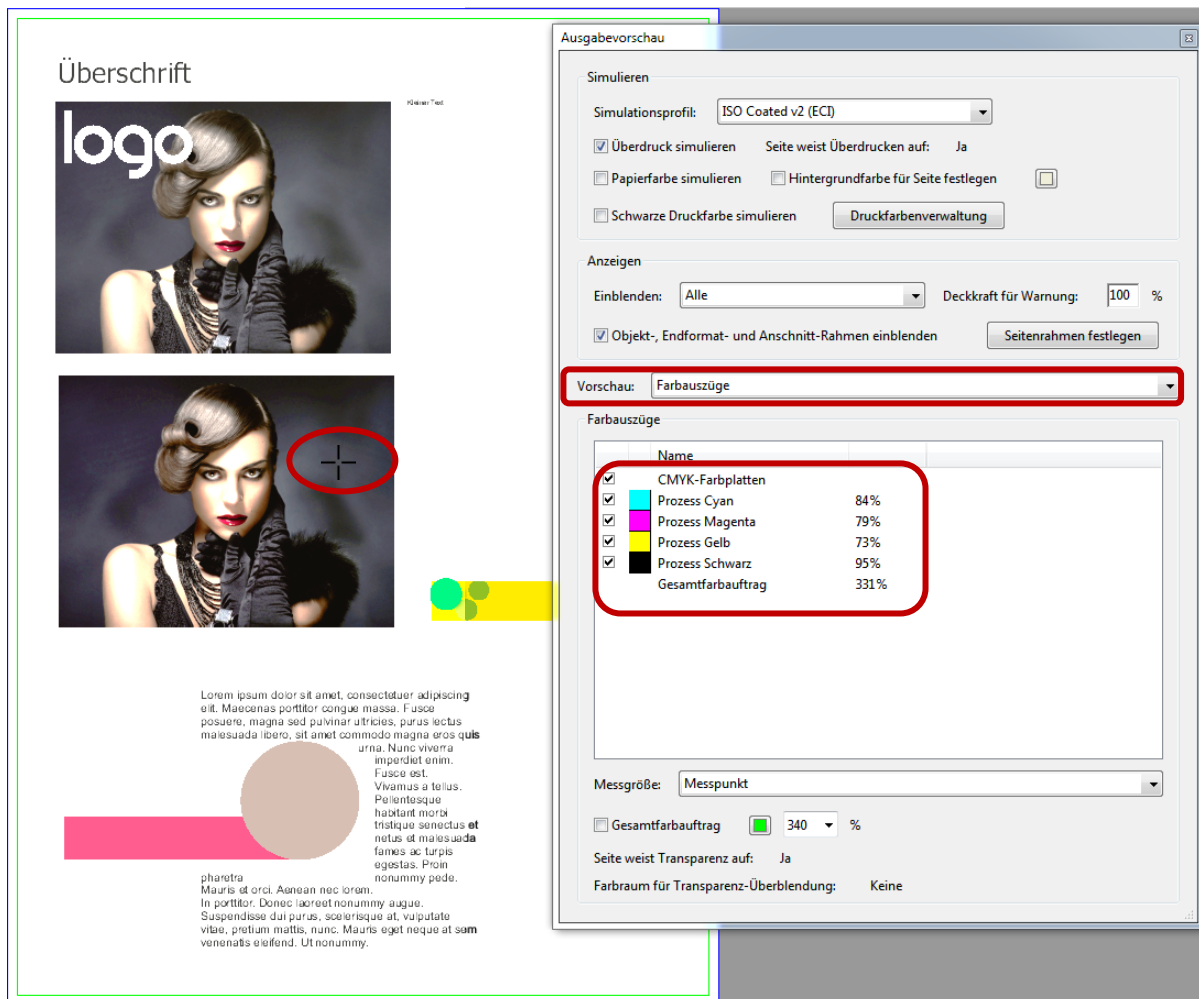 Überschrift
Kleiner Text
logo
Lorem ipsum dolor sit amet, consectetuer adipiscing
elit. Maecenas porttitor congue massa. Fusce
posuere, magna sed pulvinar ultricies, purus lectus
malesuada libero, sit amet commodo magna eros quis
urna. Nunc viverra
imperdiet enim.
Fusce est.
Vivamus a tellus.
Pellentesque
habitant morbi
tristique senectus et
netus et malesuada
fames ac turpis
egestas. Proin
pharetra nonummy pede.
Mauris et orci. Aenean nec lorem.
In porttitor. Donec laoreet nonummy augue.
Suspendisse dui purus, scelerisque at, vulputate
vitae, pretium mattis, nunc. Mauris eget neque at sem
venenatis eleifend. Ut nonummy.
Ausgabevorschau
Simulieren
Simulationsprofil: ISO Coated v2 (ECI)
Überdruck simulieren Seite weist Überdrucken auf: Ja
Papierfarbe simulieren Hintergrundfarbe für Seite festlegen
Schwarze Druckfarbe simulieren Druckfarbenverwaltung
Anzeigen
Einblenden: Alle Deckkraft für Warnung: 100 %
Objekt-, Endformat- und Anschnitt-Rahmen einblenden Seitenrahmen festlegen
Vorschau: Farbauszüge
Farbauszüge
Name
CMYK-Farbplatten
Prozess Cyan 84%
Prozess Magenta 79%
Prozess Gelb 73%
Prozess Schwarz 95%
Gesamtfarbauftrag 331%
Messgröße: Messpunkt
Gesamtfarbauftrag 340 %
Seite weist Transparenz auf: Ja
Farbraum für Transparenz-Überblendung: Keine